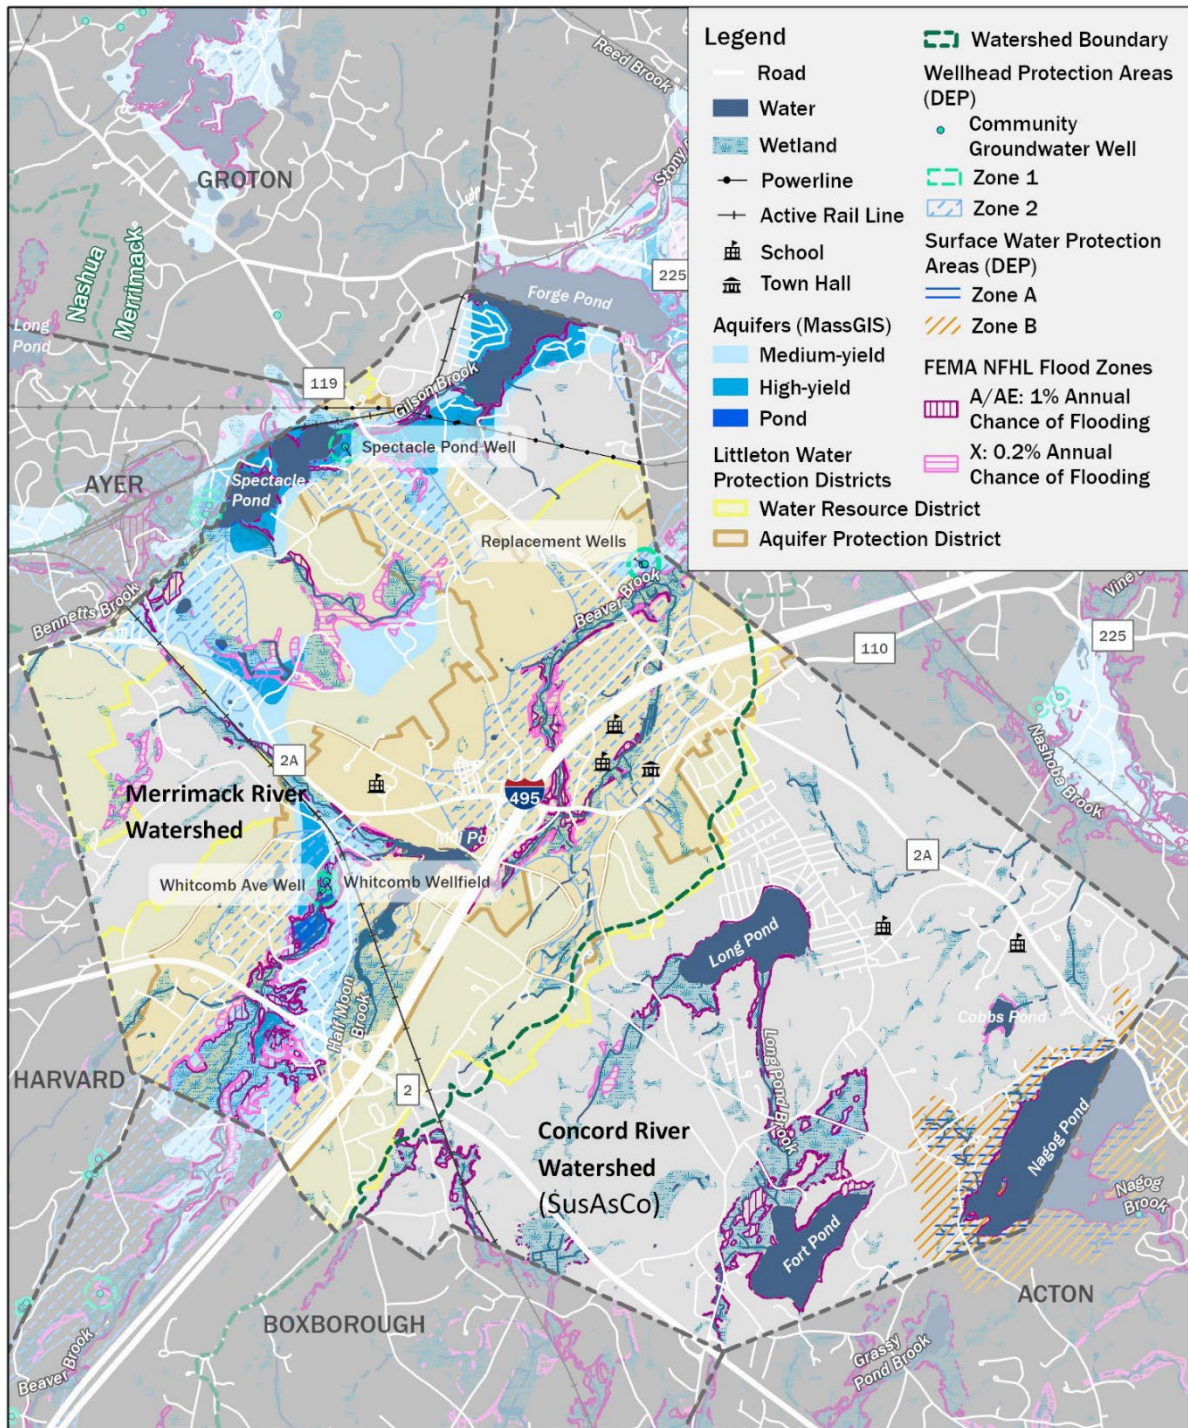 Legend
Road
Water
Wetland
Powerline
Active Rail Line
School
Town Hall
Aquifers (MassGIS)
Medium-yield
High-yield
Pond
Littleton Water
Protection Districts
Water Resource District
Aquifer Protection District
Watershed Boundary
Wellhead Protection Areas
(DEP)
Community
Groundwater Well
Zone 1
Zone 2
Surface Water Protection
Areas (DEP)
Zone A
Zone B
FEMA NFHL Flood Zones
A/AE: 1% Annual
Chance of Flooding
X: 0.2% Annual
Chance of Flooding
Reed Brook
GROTON
Nashua
Merrimack
225
Forge Pond
Long
Pond
119
Gilson Brook
Spectacle Pond Well
AYER
Spectacle
Pond
Replacement Wells
Bennetts Brook
Beaver Brook
Vine
225
110
Nashoba Brook
2A
495
Merrimack River
Watershed
Mill Pond
2A
Whitcomb Ave Well
Whitcomb Wellfield
Long Pond
Half Moon
Brook
Cobbs Pond
HARVARD
2
Long Pond Brook
Concord River
Watershed
(SusAsCo)
Nagog Pond
Nagog
Brook
Fort Pond
ACTON
BOXBOROUGH
Beaver Brook
Grassy
Pond Brook